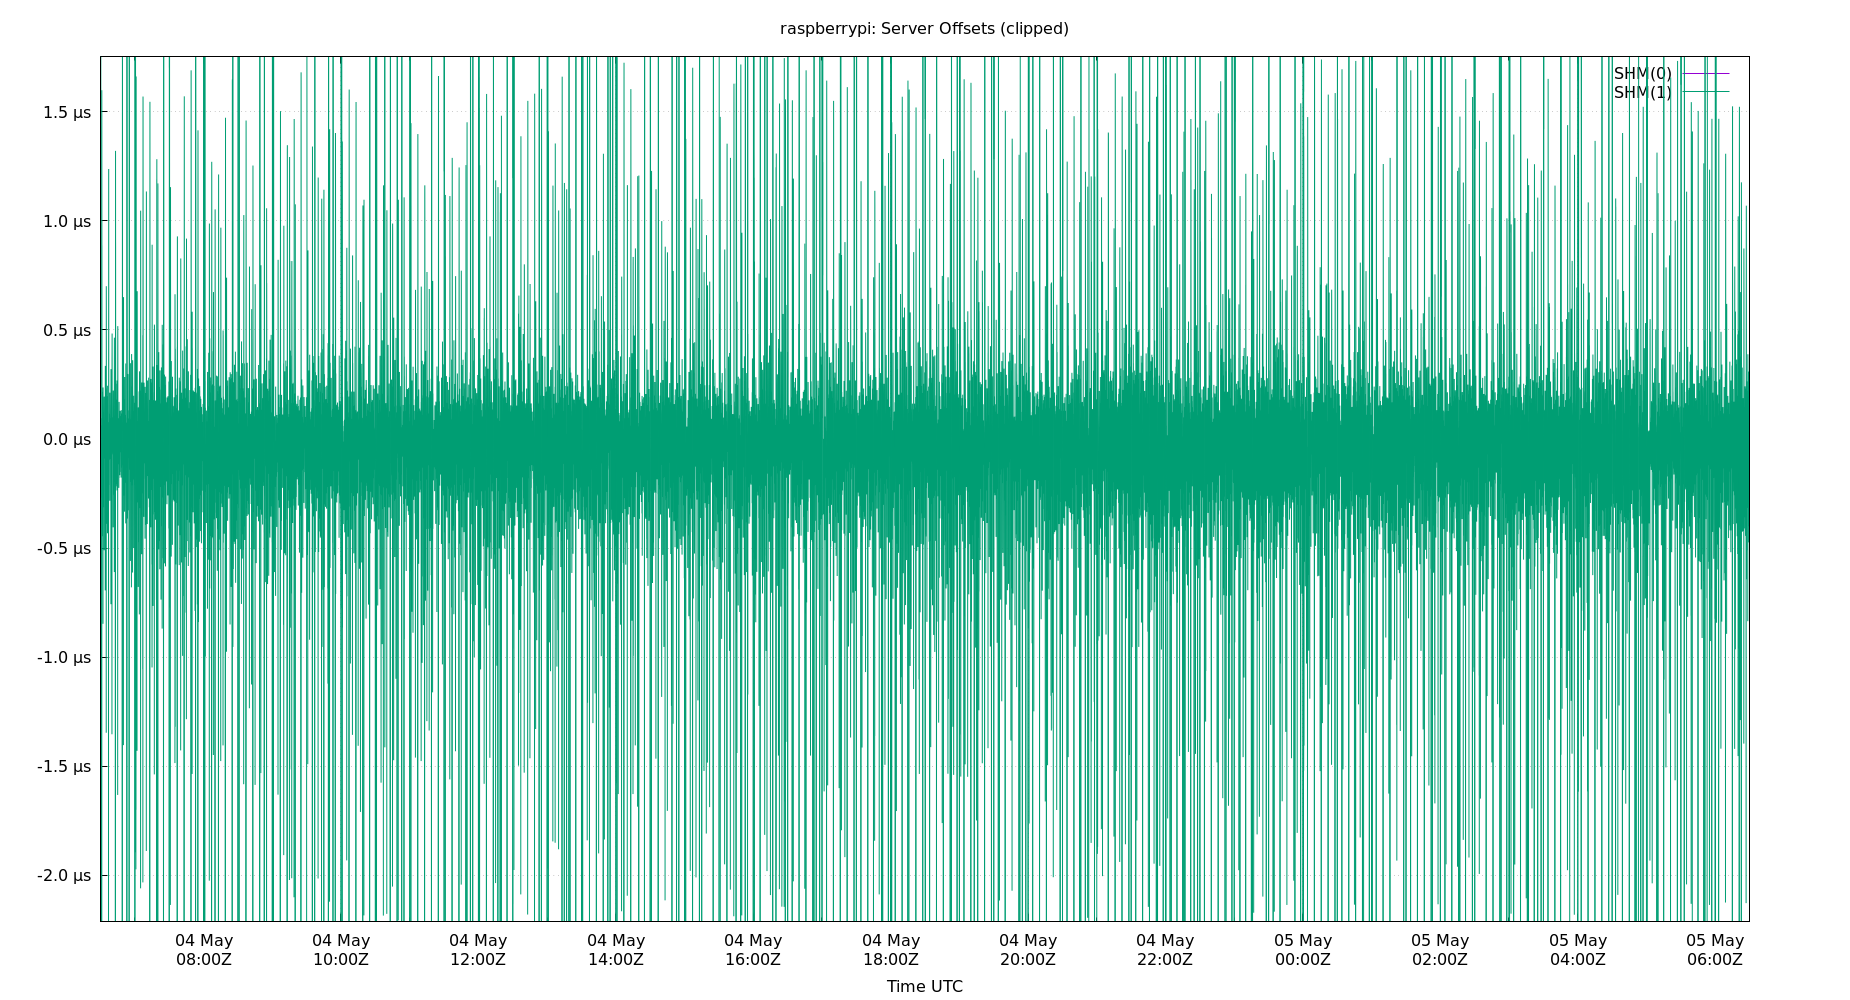 raspberrypi: Server Offsets (clipped)
SHM(0)
SHM(1)
1.5 µs
1.0 µs
0.5 µs
0.0 µs
-0.5 µs
-1.0 µs
-1.5 µs
-2.0 µs
04 May 04 May 04 May 04 May 04 May 04 May 04 May 04 May 05 May 05 May 05 May 05 May
08:00Z 10:00Z 12:00Z 14:00Z 16:00Z 18:00Z 20:00Z 22:00Z 00:00Z 02:00Z 04:00Z 06:00Z
Time UTC